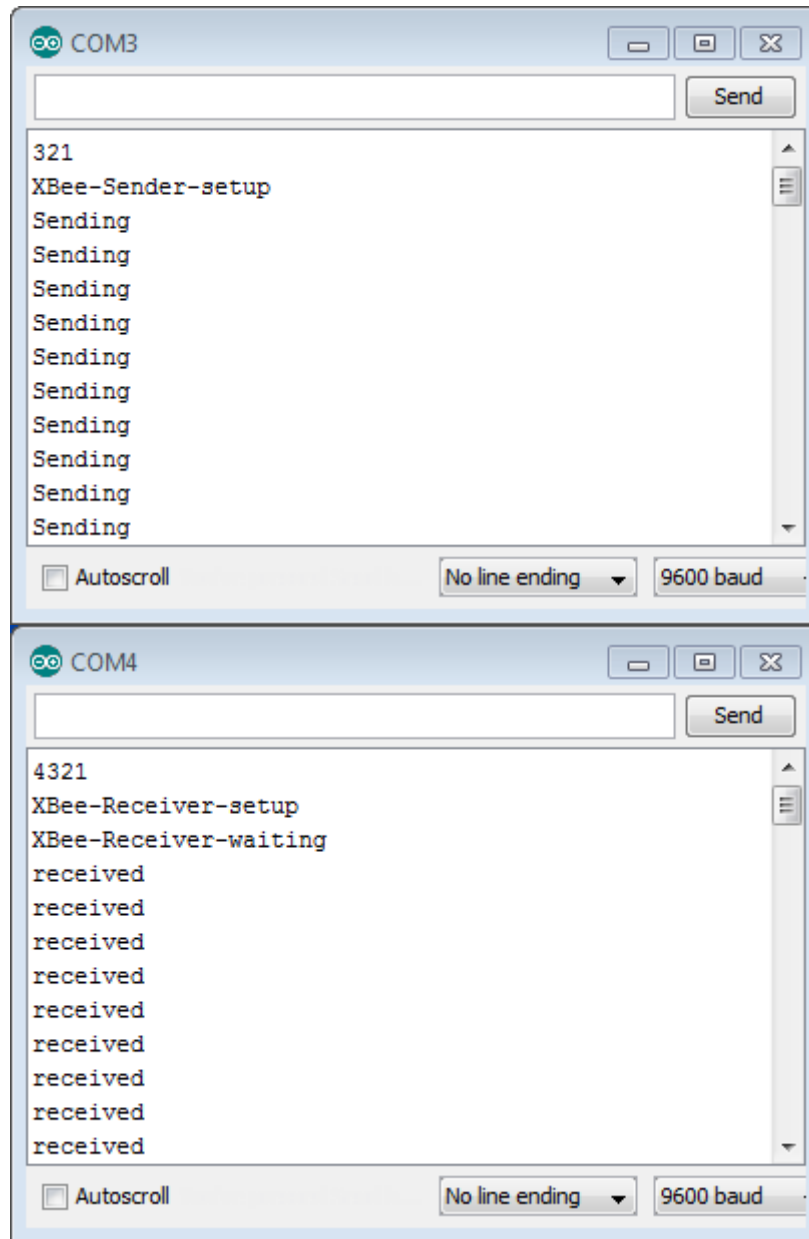 COM3
Send
321
XBee-Sender-setup
Sending
Sending
Sending
Sending
Sending
Sending
Sending
Sending
Sending
Sending
Autoscroll No line ending 9600 baud
COM4
Send
4321
XBee-Receiver-setup
XBee-Receiver-waiting
received
received
received
received
received
received
received
received
received
Autoscroll No line ending 9600 baud